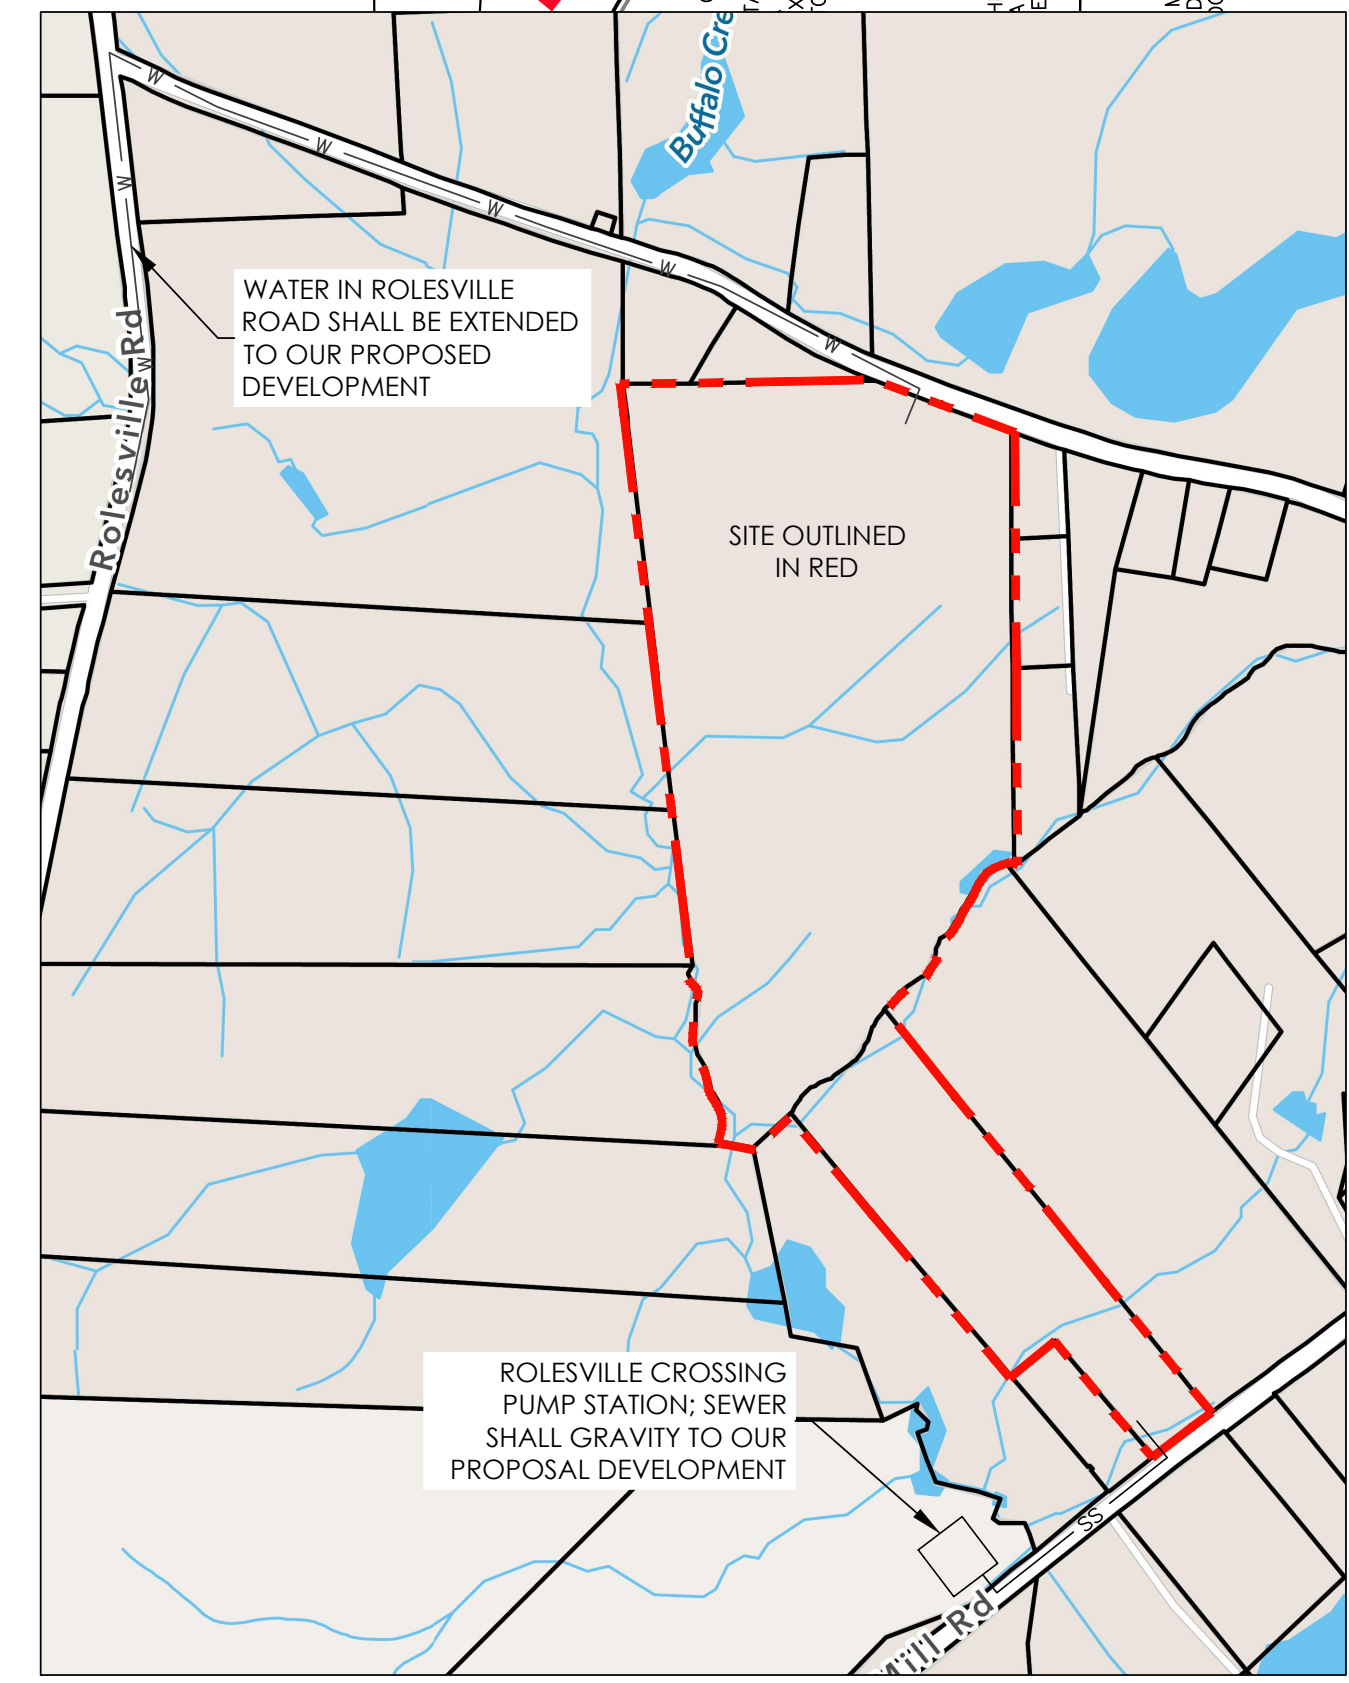 Buffalo Cre
W
W
W
W
W
W
W
WATER IN ROLESVILLE
ROAD SHALL BE EXTENDED
TO OUR PROPOSED
DEVELOPMENT
Rolesville Rd
SITE OUTLINED
IN RED
ROLESVILLE CROSSING
PUMP STATION; SEWER
SHALL GRAVITY TO OUR
PROPOSAL DEVELOPMENT
SS
Mill Rd